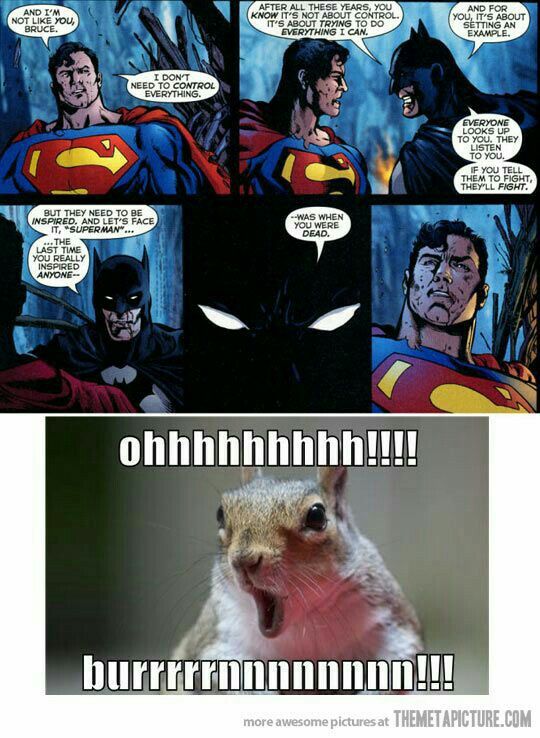 AND I'M
NOT LIKE YOU,
BRUCE.
I DON'T
NEED TO CONTROL
EVERYTHING.
AFTER ALL THESE YEARS, YOU
KNOW IT'S NOT ABOUT CONTROL.
IT'S ABOUT TRYING TO DO
EVERYTHING I CAN.
AND FOR
YOU, IT'S ABOUT
SETTING AN
EXAMPLE.
EVERYONE
LOOKS UP
TO YOU. THEY
LISTEN
TO YOU.
IF YOU TELL
THEM TO FIGHT,
THEY'LL FIGHT.
BUT THEY NEED TO BE
INSPIRED. AND LET'S FACE
IT, "SUPERMAN"...
...THE
LAST TIME
YOU REALLY
INSPIRED
ANYONE--
--WAS WHEN
YOU WERE
DEAD.
ohhhhhhhhh!!!!
burrrrrnnnnnnnnn!!!
more awesome pictures at THEMETAPICTURE.COM